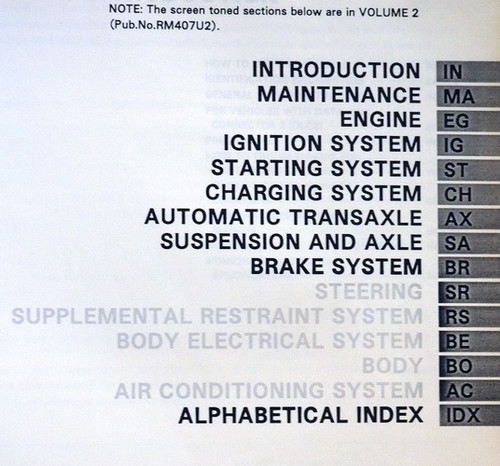 NOTE: The screen toned sections below are in VOLUME 2
(Pub.No.RM407U2).
INTRODUCTION IN
MAINTENANCE MA
ENGINE EG
IGNITION SYSTEM IG
STARTING SYSTEM ST
CHARGING SYSTEM CH
AUTOMATIC TRANSAXLE AX
SUSPENSION AND AXLE SA
BRAKE SYSTEM BR
STEERING SR
SUPPLEMENTAL RESTRAINT SYSTEM RS
BODY ELECTRICAL SYSTEM BE
BODY BO
AIR CONDITIONING SYSTEM AC
ALPHABETICAL INDEX IDX